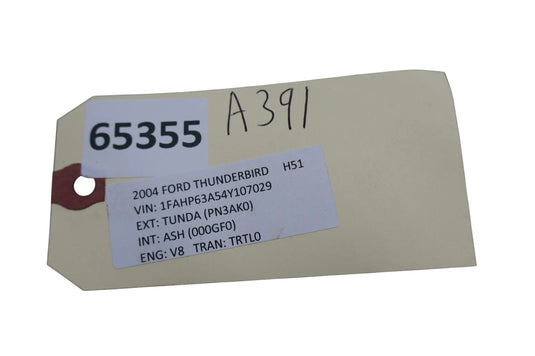 65355
A391
2004 FORD THUNDERBIRD H51
VIN: 1FAHP63A54Y107029
EXT: TUNDA (PN3AK0)
INT: ASH (000GF0)
ENG: V8 TRAN: TRTL0